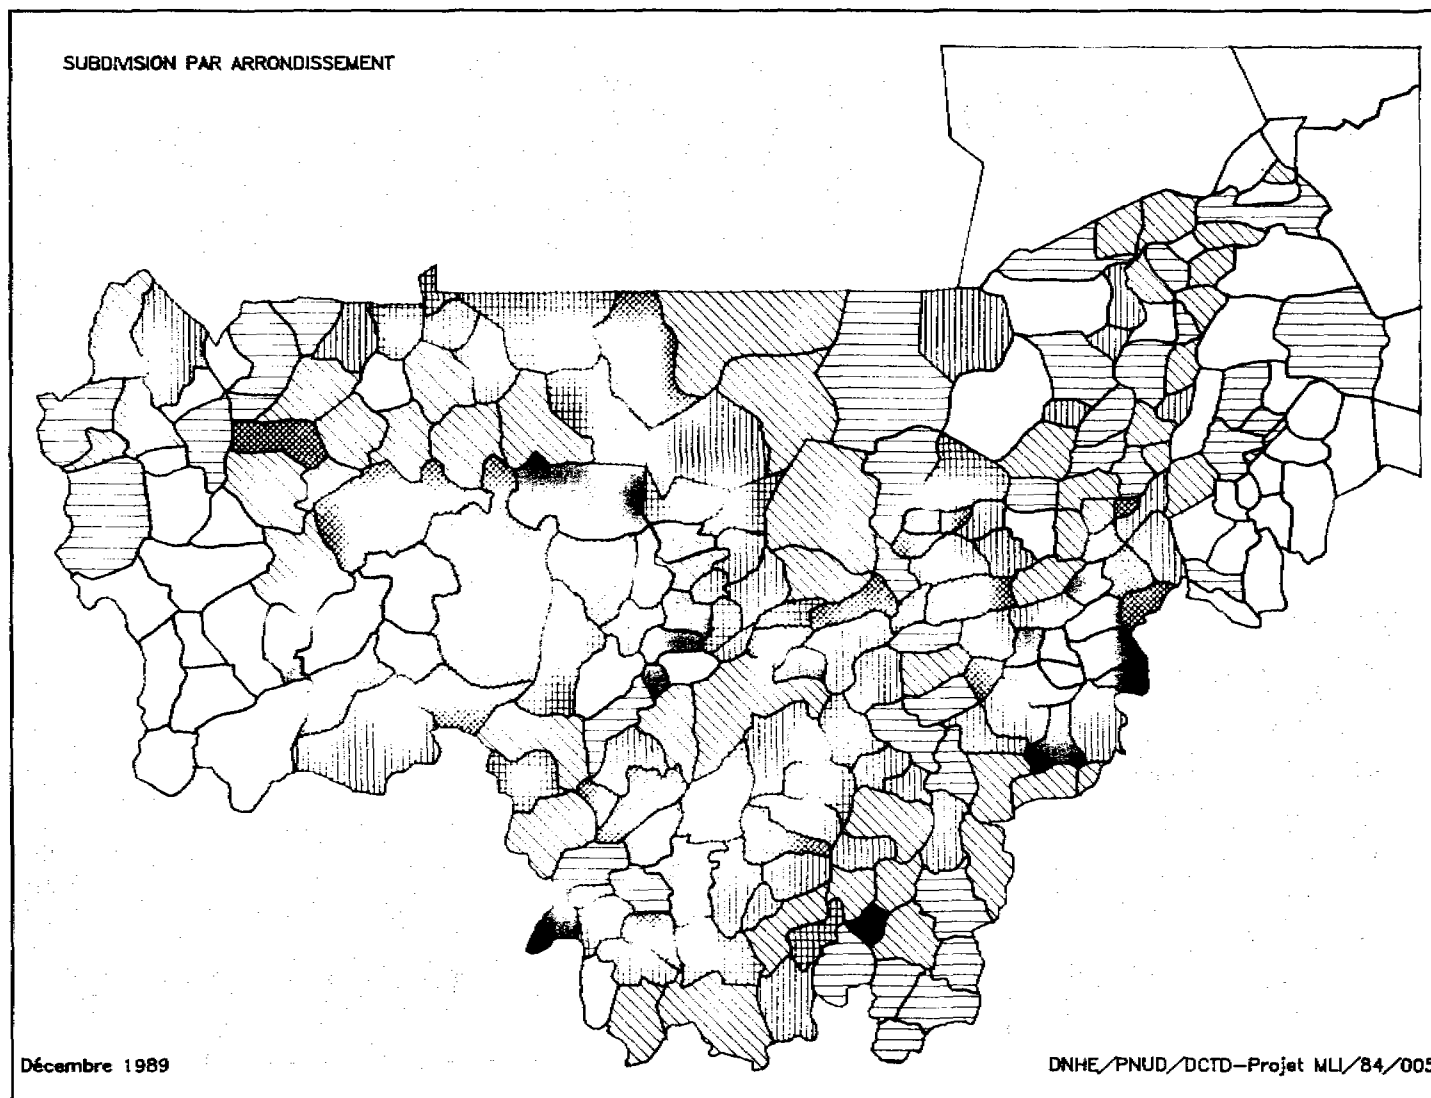 SUBDIVISION PAR ARRONDISSEMENT
Décembre 1989
DNHE/PNUD/DCTD-Projet MLI/84/005